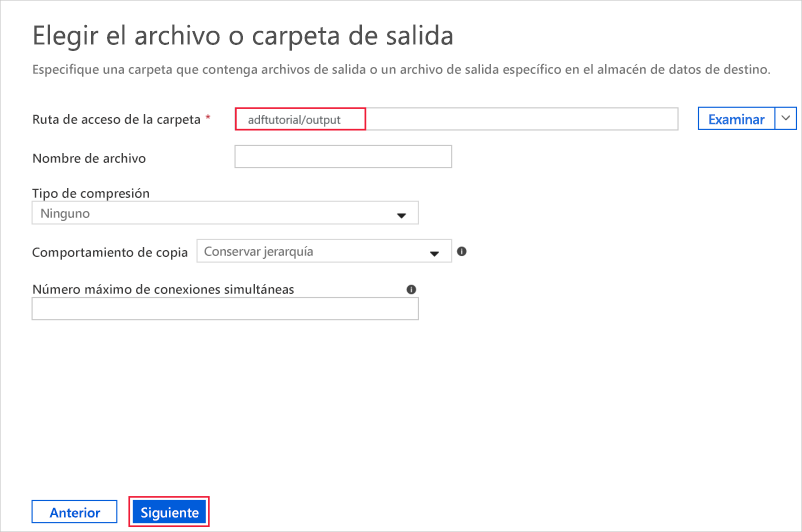 Elegir el archivo o carpeta de salida
Especifique una carpeta que contenga archivos de salida o un archivo de salida específico en el almacén de datos de destino.
Ruta de acceso de la carpeta * adftutorial/output Examinar
Nombre de archivo
Tipo de compresión
Ninguno
Comportamiento de copia Conservar jerarquía
Número máximo de conexiones simultáneas
Anterior Siguiente